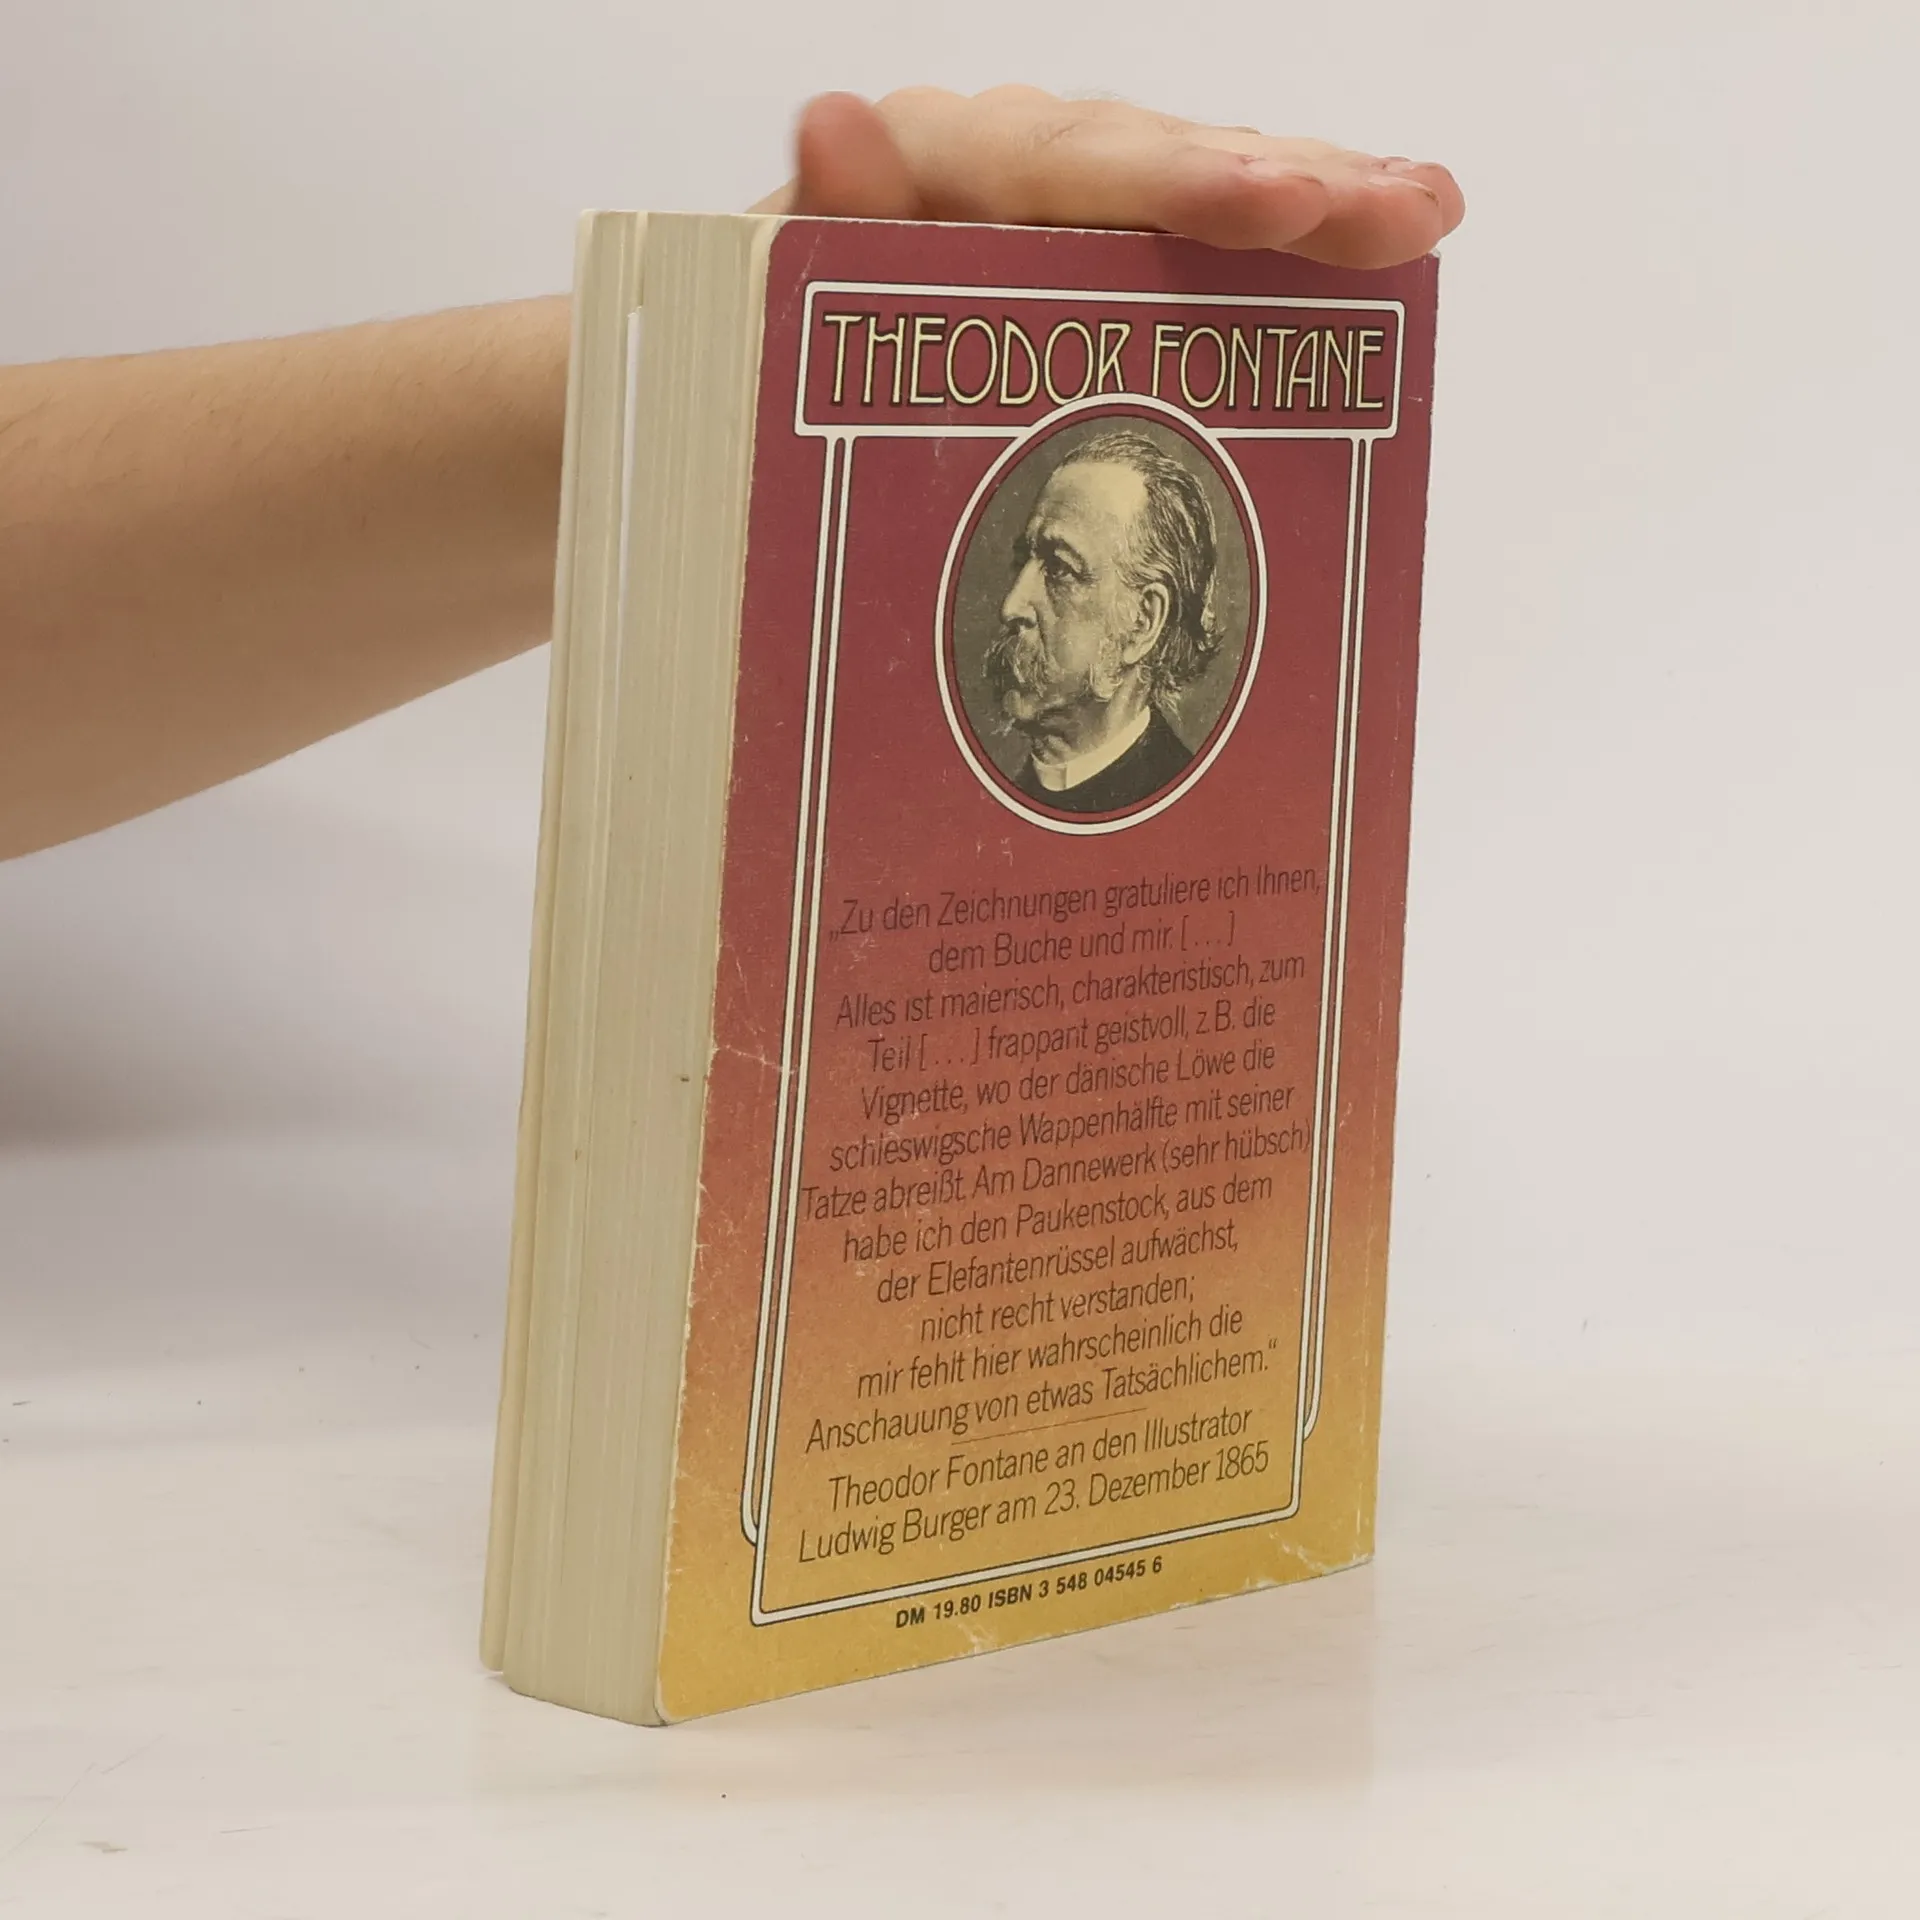 THEODOR FONTANE
„Zu den Zeichnungen gratuliere ich Ihnen,
dem Buche und mir. [...]
Alles ist malerisch, charakteristisch, zum
Teil [...] frappant geistvoll, z.B. die
Vignette, wo der dänische Löwe die
schleswigsche Wappenhälfte mit seiner
Tatze abreißt. Am Dannewerk (sehr hübsch)
habe ich den Paukenstock, aus dem
der Elefantenrüssel aufwächst,
nicht recht verstanden;
mir fehlt hier wahrscheinlich die
Anschauung von etwas Tatsächlichem.“
Theodor Fontane an den Illustrator
Ludwig Burger am 23. Dezember 1865
DM 19.80 ISBN 3 548 04545 6